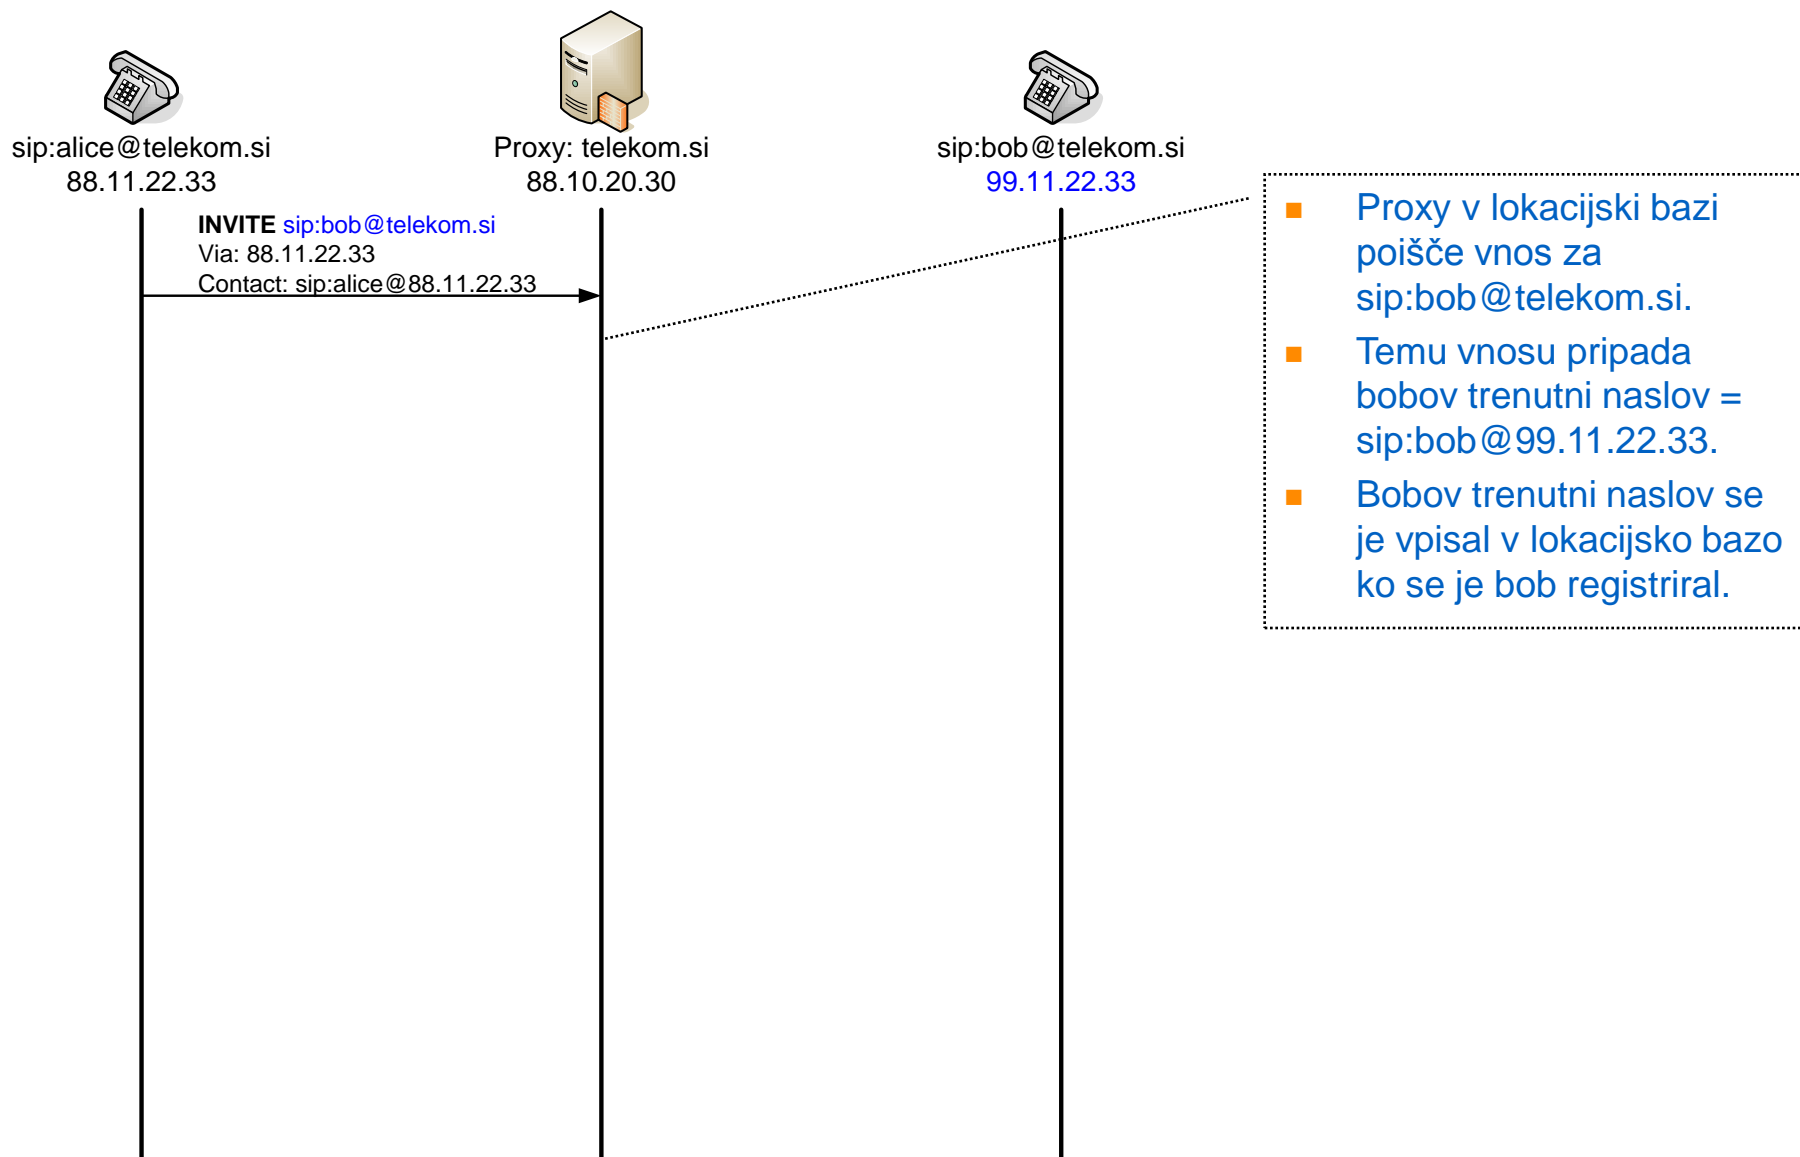 sip:alice@telekom.si
88.11.22.33
Proxy: telekom.si
88.10.20.30
sip:bob@telekom.si
99.11.22.33
INVITE sip:bob@telekom.si
Via: 88.11.22.33
Contact: sip:alice@88.11.22.33
Proxy v lokacijski bazi
poišče vnos za
sip:bob@telekom.si.
Temu vnosu pripada
bobov trenutni naslov =
sip:bob@99.11.22.33.
Bobov trenutni naslov se
je vpisal v lokacijsko bazo
ko se je bob registriral.